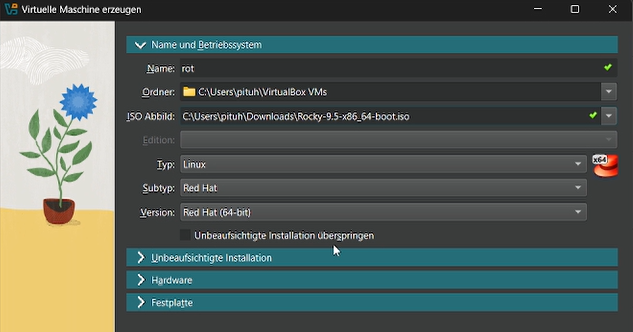 Virtuelle Maschine erzeugen
Name und Betriebssystem
Name: rot
Ordner: C:\Users\pituh\VirtualBox VMs
ISO Abbild: C:\Users\pituh\Downloads\Rocky-9.5-x86_64-boot.iso
Edition:
Typ: Linux
x64
Subtyp: Red Hat
Version: Red Hat (64-bit)
Unbeaufsichtigte Installation überspringen
Unbeaufsichtigte Installation
Hardware
Festplatte